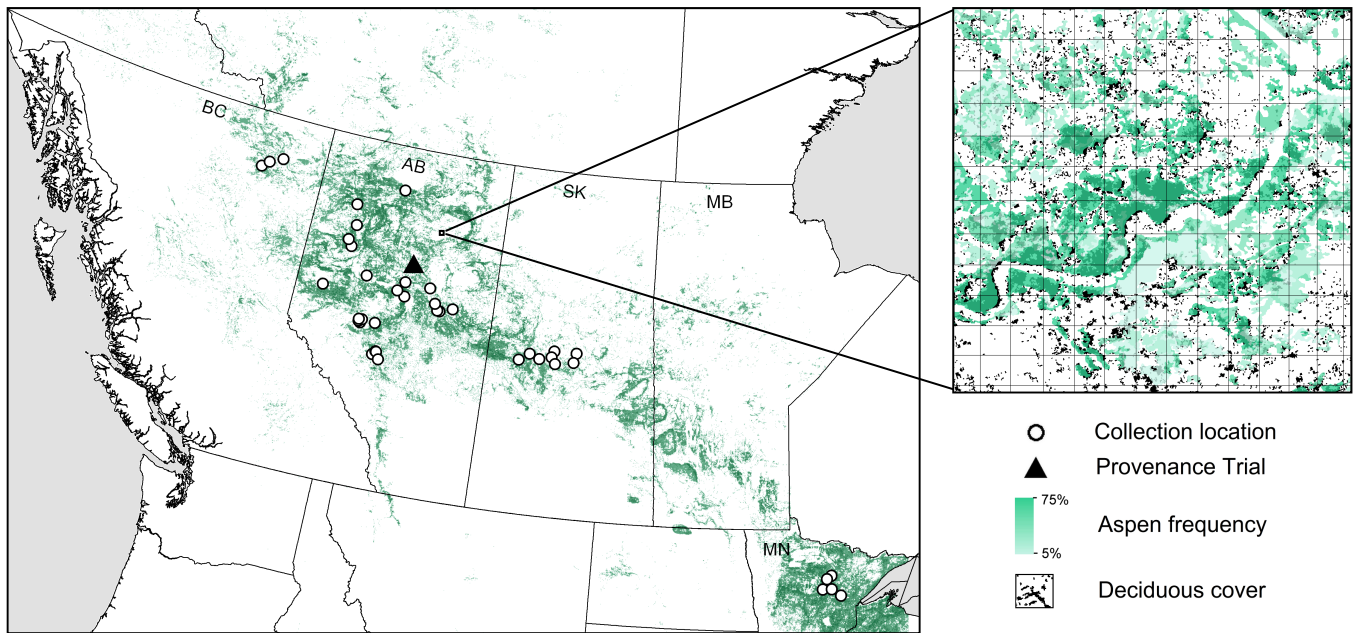 BC
AB
SK
MB
MN
Collection location
Provenance Trial
75%
Aspen frequency
5%
Deciduous cover